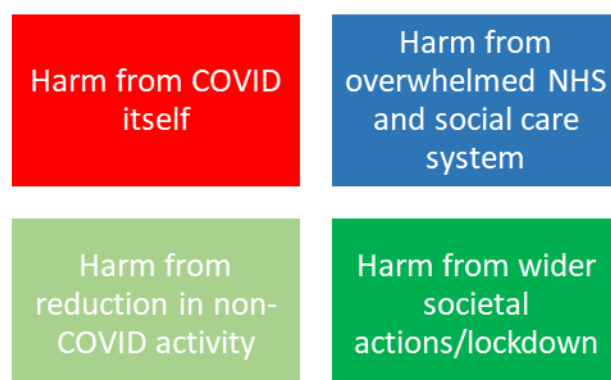 Harm from COVID
itself
Harm from
overwhelmed NHS
and social care
system
Harm from
reduction in non-
COVID activity
Harm from wider
societal
actions/lockdown